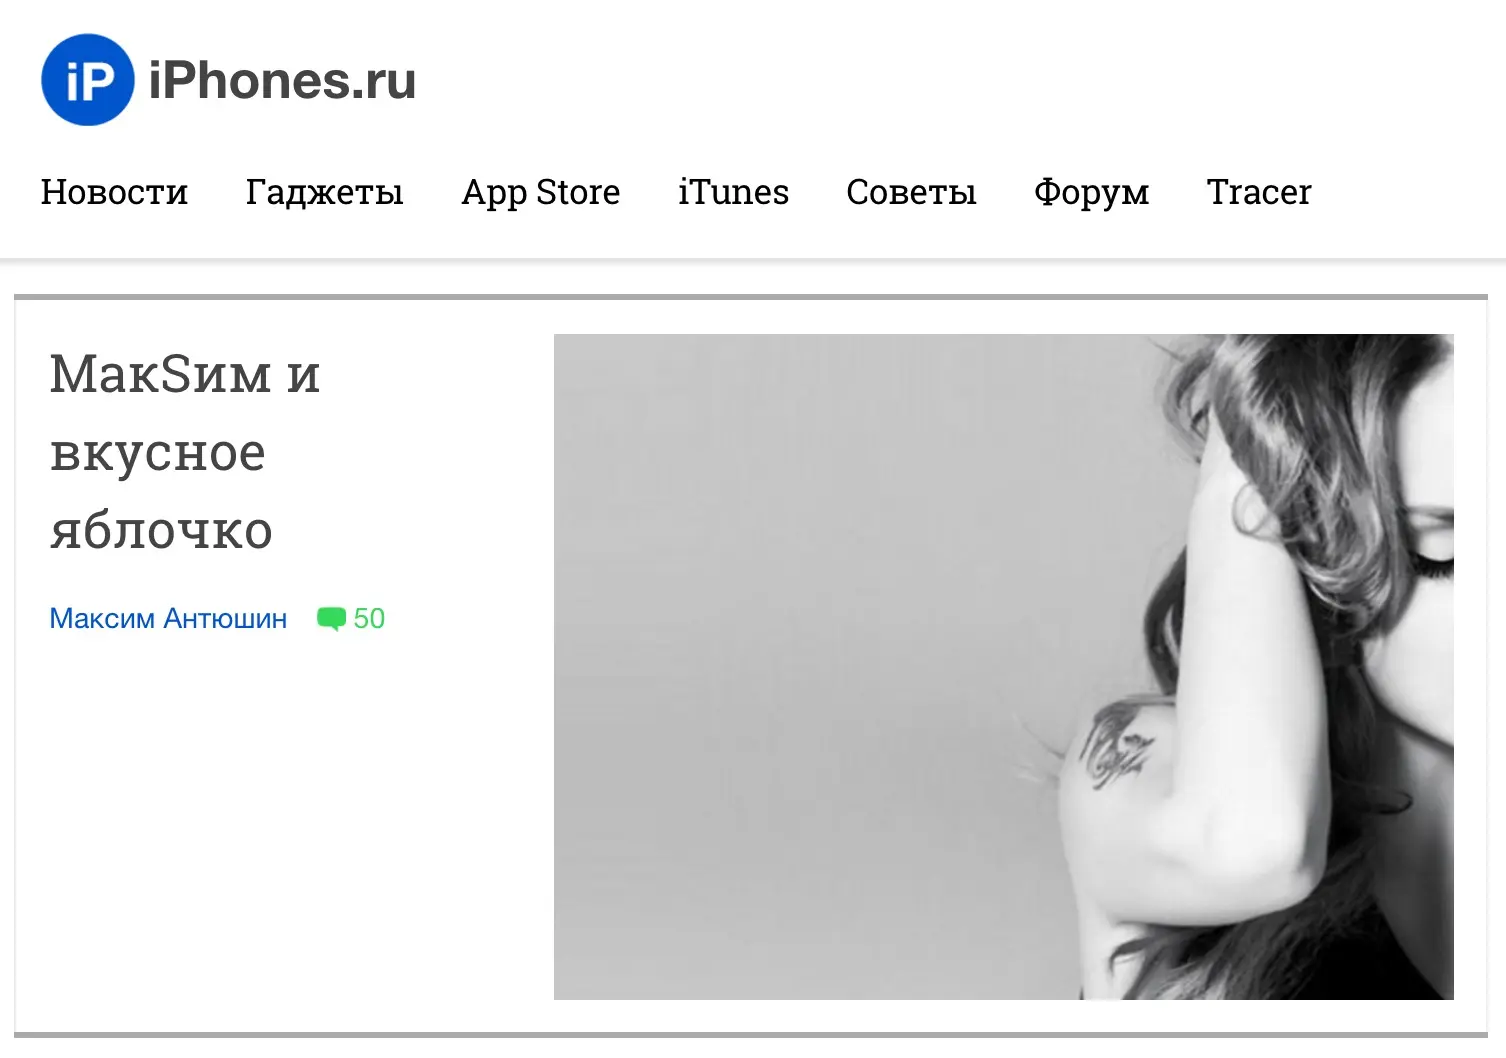 iP iPhones.ru
Новости Гаджеты App Store iTunes Советы Форум Tracer
МакSим и
вкусное
яблочко
Максим Антюшин 50